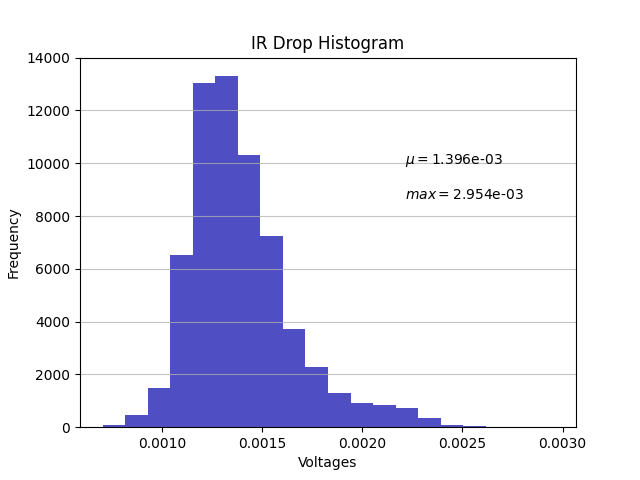 IR Drop Histogram
14000
12000
10000
8000
6000
4000
2000
0
Frequency
μ = 1.396e-03
max = 2.954e-03
0.0010 0.0015 0.0020 0.0025 0.0030
Voltages